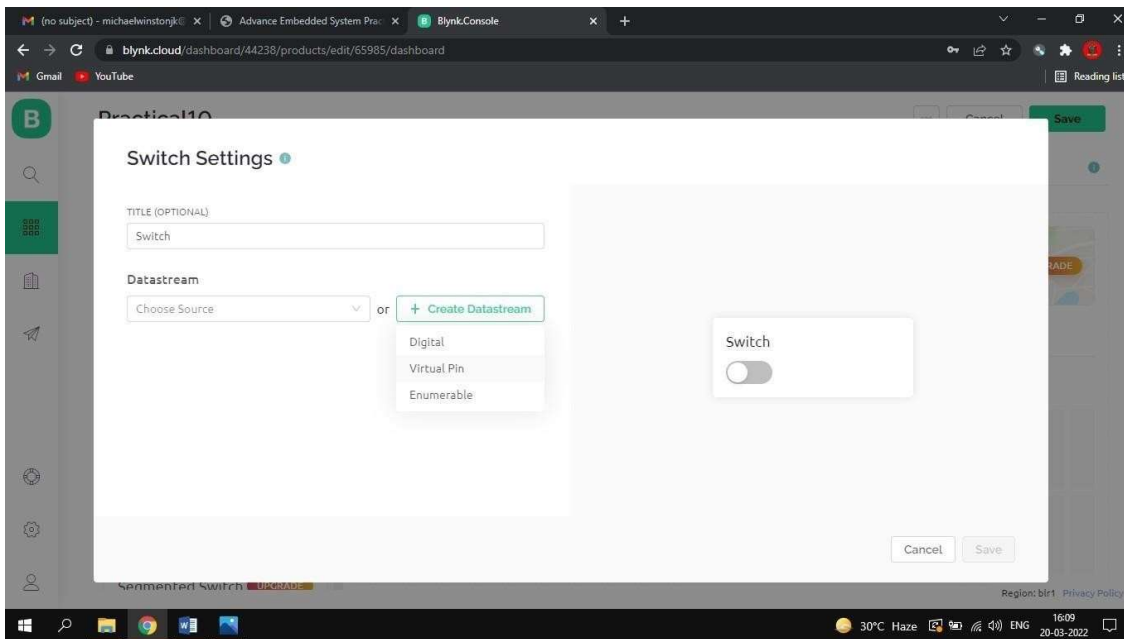 (no subject) - michaelwinstonjk@
Advance Embedded System Prac
Blynk.Console
blynk.cloud/dashboard/44238/products/edit/65985/dashboard
Gmail
YouTube
Reading list
B
Practical10
Cancel
Save
Switch Settings
TITLE (OPTIONAL)
Switch
Datastream
Choose Source
or
+ Create Datastream
Digital
Virtual Pin
Enumerable
Switch
RADE
Cancel
Save
Segmented Switch UPGRADE
Region: blr1 Privacy Policy
30°C Haze
ENG
16:09
20-03-2022